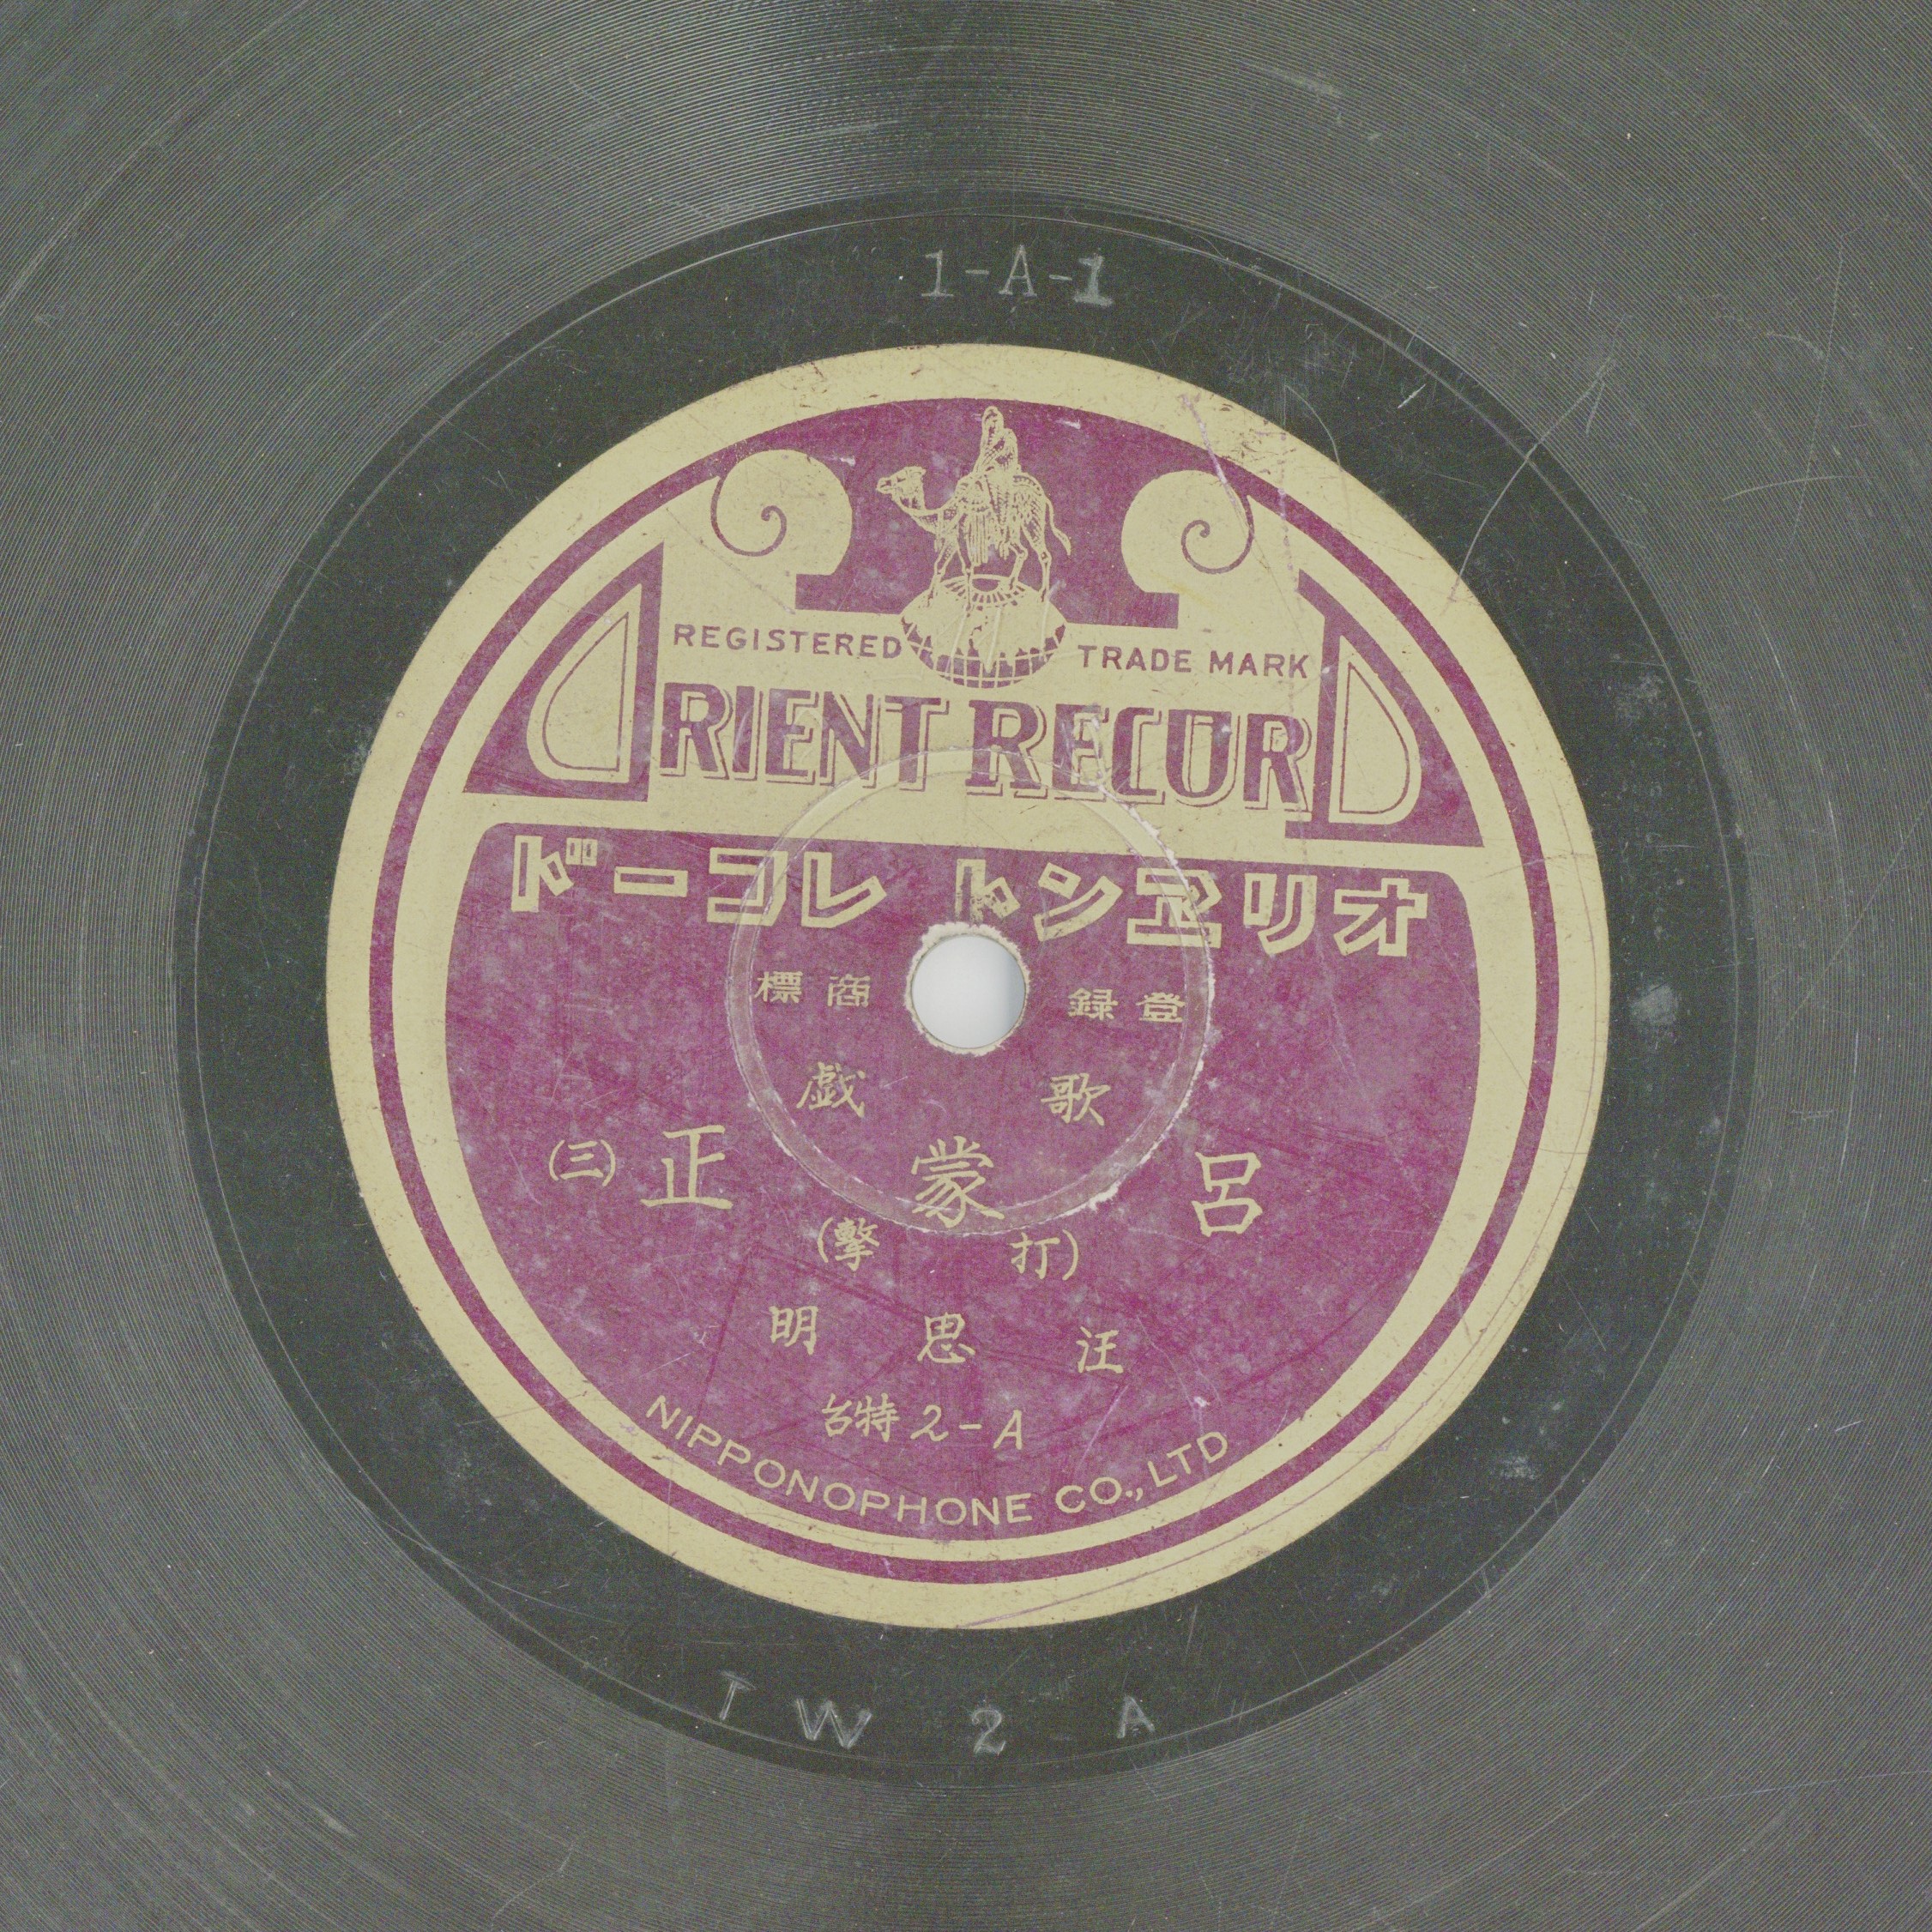 1-A-1
REGISTERED TRADE MARK
ORIENT RECORD
オリヱント レコード
登録 商標
歌戯
呂蒙正(三)
(打擊)
汪思明
台特2-A
NIPPONOPHONE CO., LTD
TW 2 A